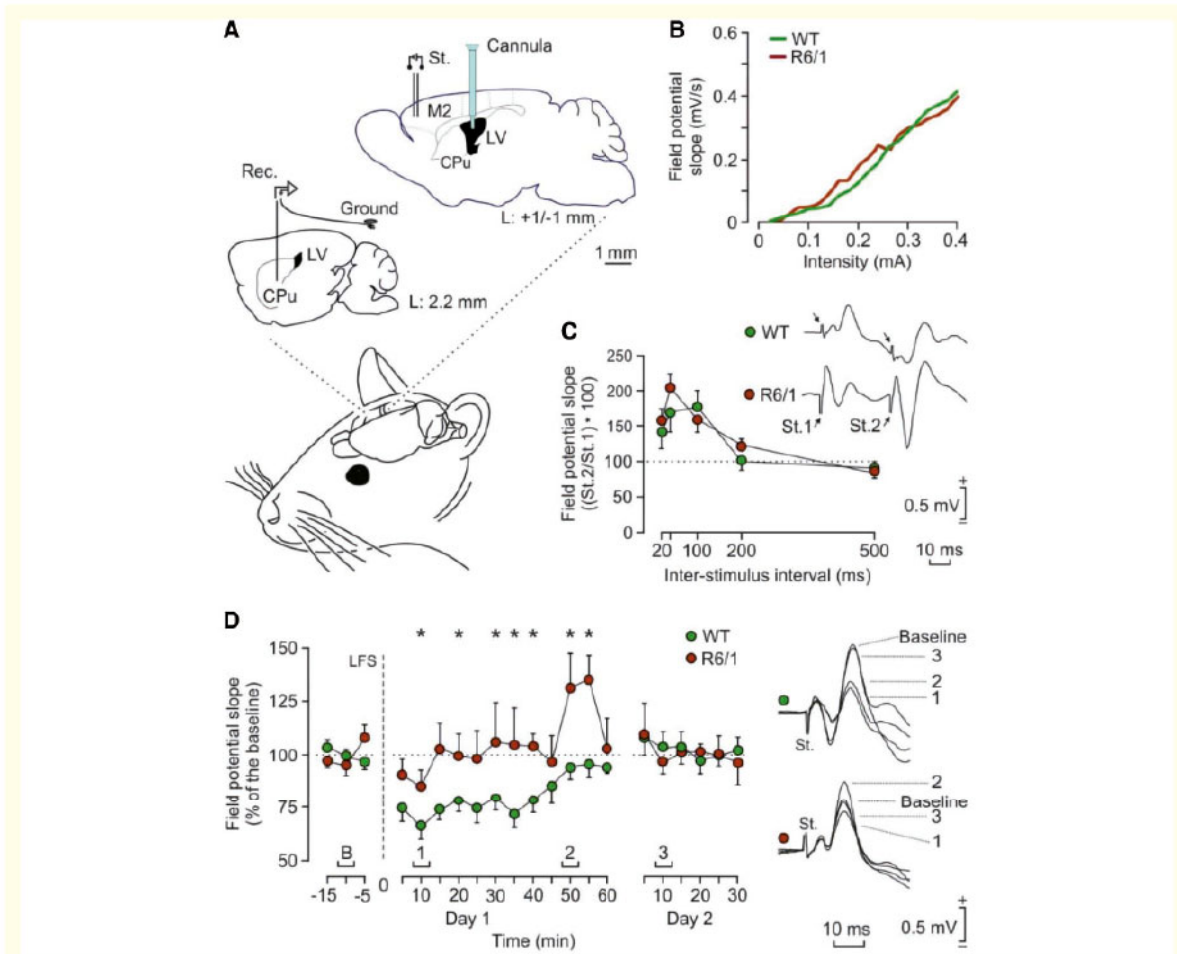 A
St.
Cannula
M2
LV
CPu
L: +1/-1 mm
1 mm
Rec.
Ground
LV
CPu
L: 2.2 mm
B
WT
R6/1
Field potential
slope (mV/s)
0.6
0.4
0.2
0
0 0.1 0.2 0.3 0.4
Intensity (mA)
C
WT
R6/1
St.1
St.2
Field potential slope
((St.2/St.1) * 100)
250
200
150
100
50
0
20 100 200 500
Inter-stimulus interval (ms)
+
0.5 mV
–
10 ms
D
WT
R6/1
LFS
* * * * * * *
Field potential slope
(% of the baseline)
150
125
100
75
50
B 1 2 3
-15 -5 0 10 20 30 40 50 60 10 20 30
Day 1 Day 2
Time (min)
Baseline
3
2
1
St.
2
Baseline
3
1
St.
+
0.5 mV
–
10 ms